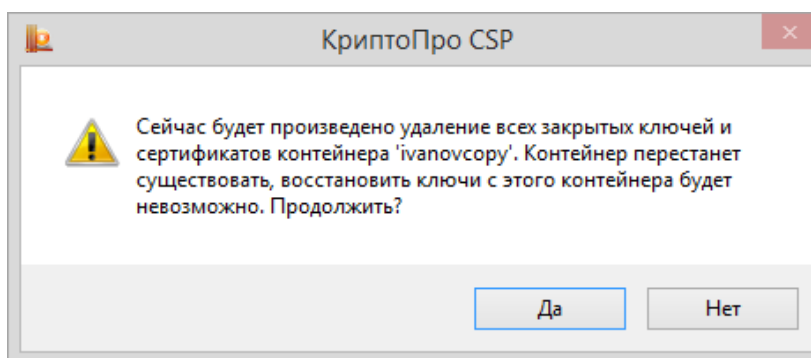 КриптоПро CSP
Сейчас будет произведено удаление всех закрытых ключей и
сертификатов контейнера 'ivanovcopy'. Контейнер перестанет
существовать, восстановить ключи с этого контейнера будет
невозможно. Продолжить?
Да
Нет